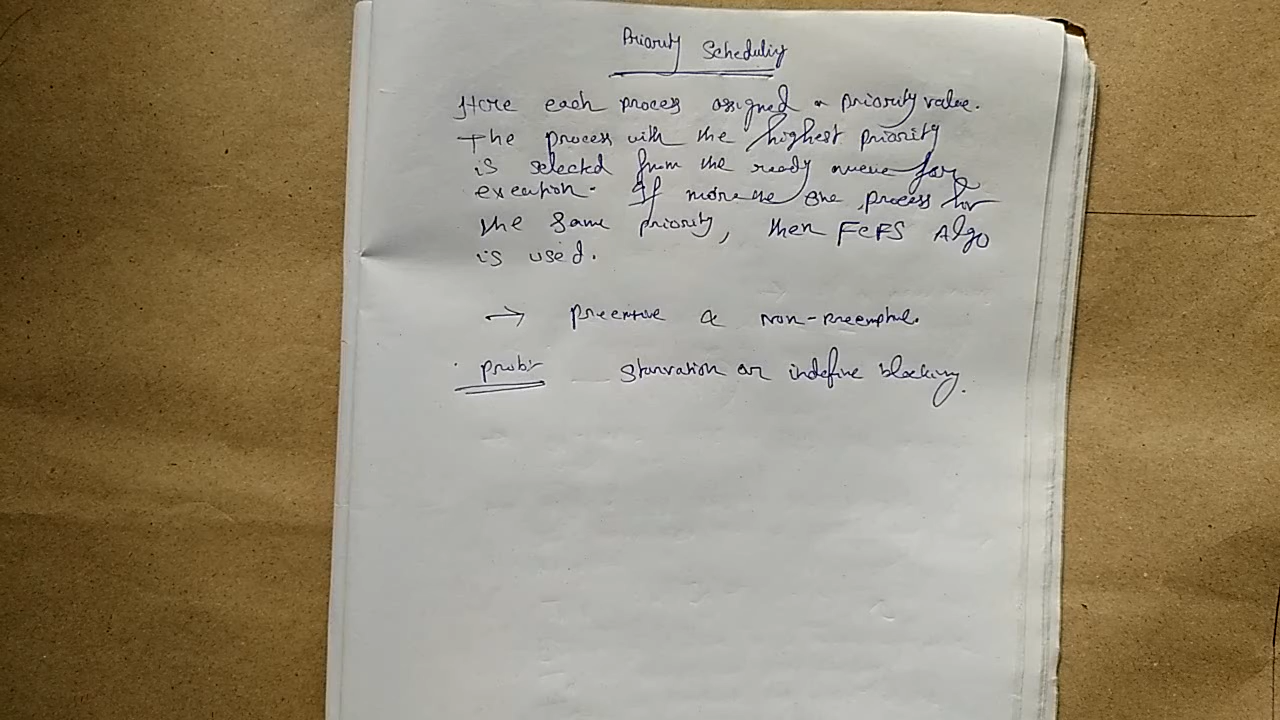 Priority Scheduling
Here each process assigned a priority value.
The process with the highest priority
is selected from the ready queue for
execution. If more the one process hv
the same priority, then FCFS Algo
is used.
→ Preemtive & Non-Preemptive.
Prob: Starvation or indefine blocking.